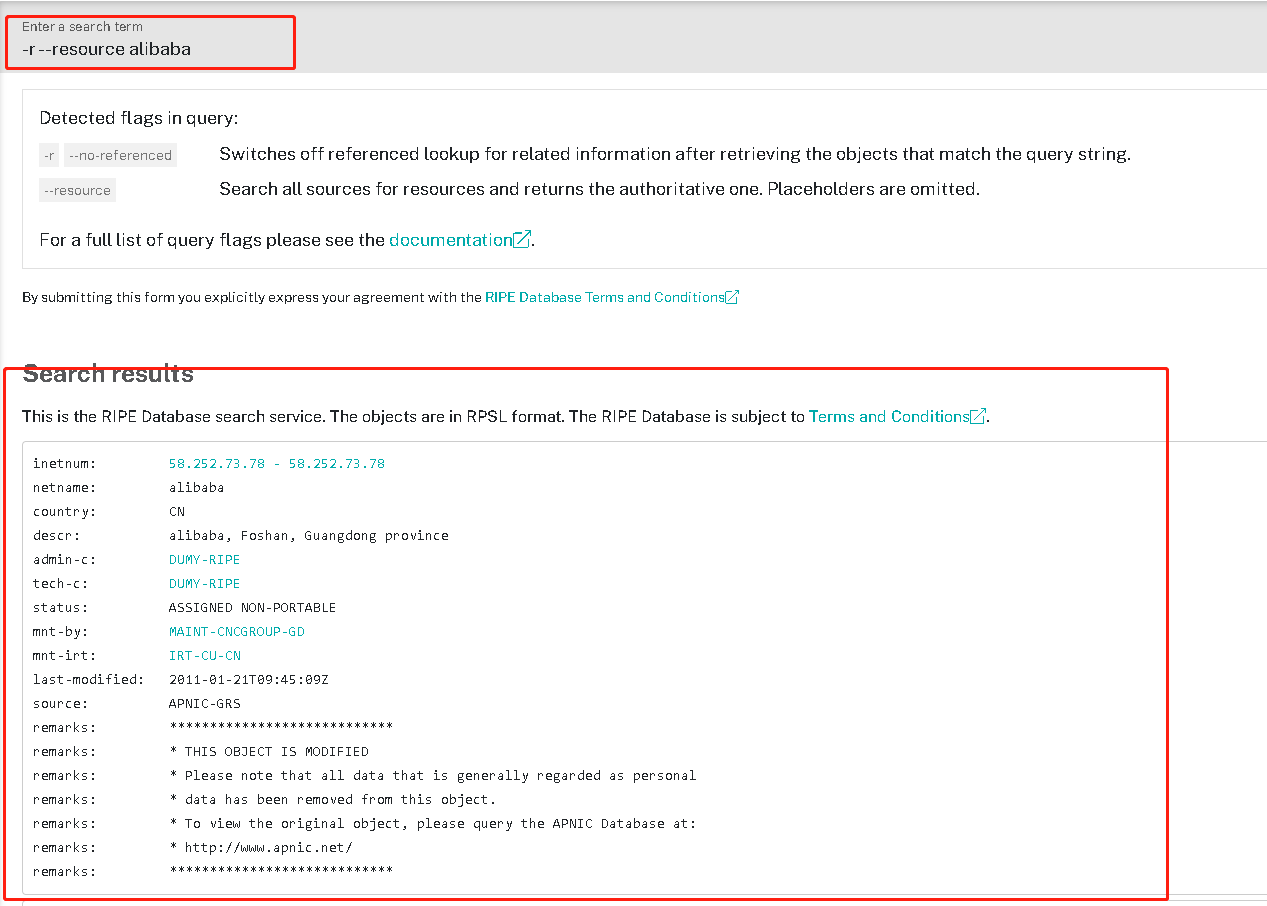 Enter a search term
-r --resource alibaba
Detected flags in query:
-r --no-referenced Switches off referenced lookup for related information after retrieving the objects that match the query string.
--resource Search all sources for resources and returns the authoritative one. Placeholders are omitted.
For a full list of query flags please see the documentation.
By submitting this form you explicitly express your agreement with the RIPE Database Terms and Conditions
Search results
This is the RIPE Database search service. The objects are in RPSL format. The RIPE Database is subject to Terms and Conditions.
inetnum: 58.252.73.78 - 58.252.73.78
netname: alibaba
country: CN
descr: alibaba, Foshan, Guangdong province
admin-c: DUMY-RIPE
tech-c: DUMY-RIPE
status: ASSIGNED NON-PORTABLE
mnt-by: MAINT-CNCGROUP-GD
mnt-irt: IRT-CU-CN
last-modified: 2011-01-21T09:45:09Z
source: APNIC-GRS
remarks: ****************************
remarks: * THIS OBJECT IS MODIFIED
remarks: * Please note that all data that is generally regarded as personal
remarks: * data has been removed from this object.
remarks: * To view the original object, please query the APNIC Database at:
remarks: * http://www.apnic.net/
remarks: ****************************